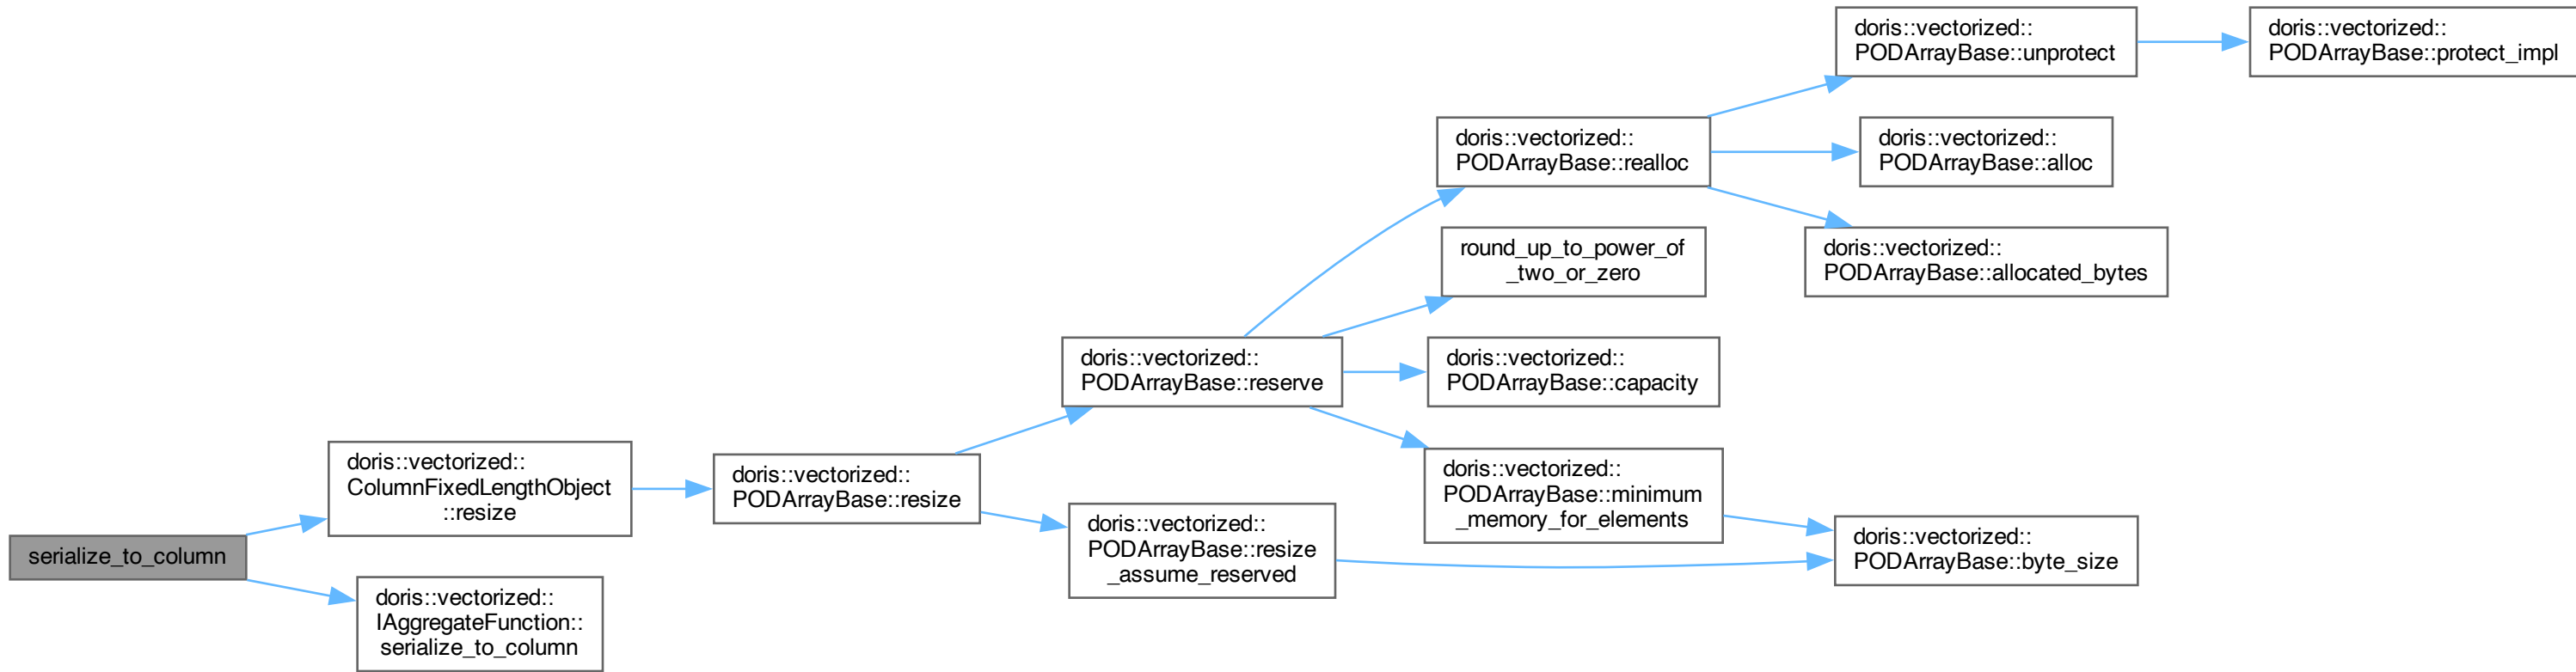 serialize_to_column
doris::vectorized::
ColumnFixedLengthObject
::resize
doris::vectorized::
IAggregateFunction::
serialize_to_column
doris::vectorized::
PODArrayBase::resize
doris::vectorized::
PODArrayBase::reserve
doris::vectorized::
PODArrayBase::resize
_assume_reserved
doris::vectorized::
PODArrayBase::realloc
round_up_to_power_of
_two_or_zero
doris::vectorized::
PODArrayBase::capacity
doris::vectorized::
PODArrayBase::minimum
_memory_for_elements
doris::vectorized::
PODArrayBase::unprotect
doris::vectorized::
PODArrayBase::alloc
doris::vectorized::
PODArrayBase::allocated_bytes
doris::vectorized::
PODArrayBase::byte_size
doris::vectorized::
PODArrayBase::protect_impl